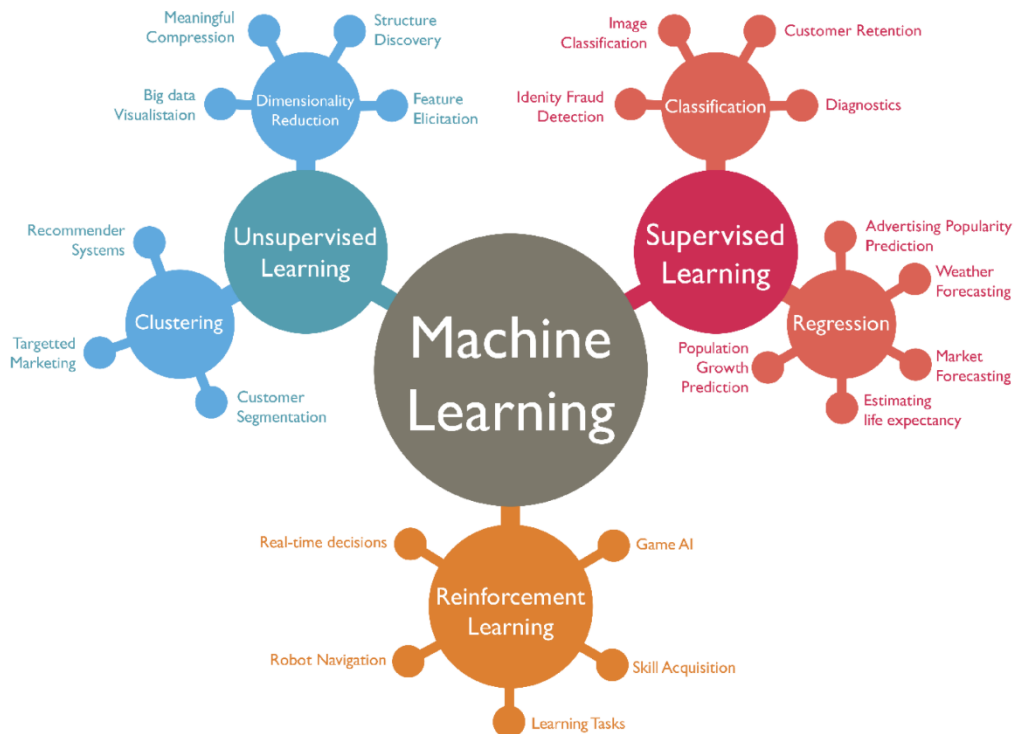 Meaningful
Compression
Structure
Discovery
Big data
Visualistaion
Dimensionality
Reduction
Feature
Elicitation
Image
Classification
Customer Retention
Idenity Fraud
Detection
Classification
Diagnostics
Unsupervised
Learning
Supervised
Learning
Recommender
Systems
Clustering
Targetted
Marketing
Customer
Segmentation
Machine
Learning
Advertising Popularity
Prediction
Weather
Forecasting
Regression
Population
Growth
Prediction
Market
Forecasting
Estimating
life expectancy
Real-time decisions
Game AI
Reinforcement
Learning
Robot Navigation
Skill Acquisition
Learning Tasks